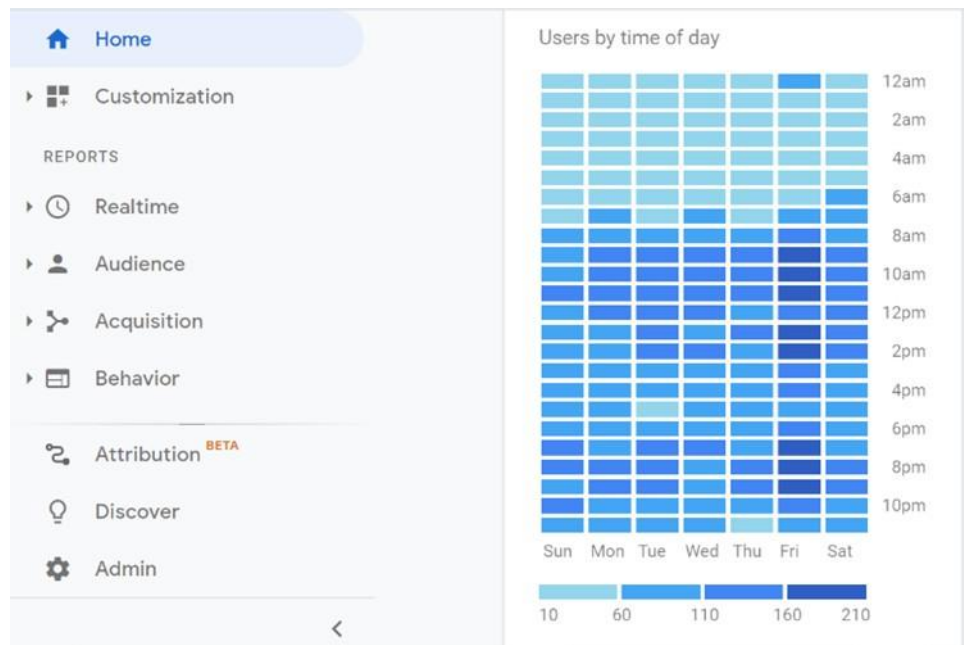 Home
Customization
REPORTS
Realtime
Audience
Acquisition
Behavior
Attribution BETA
Discover
Admin
Users by time of day
12am
2am
4am
6am
8am
10am
12pm
2pm
4pm
6pm
8pm
10pm
Sun Mon Tue Wed Thu Fri Sat
10 60 110 160 210